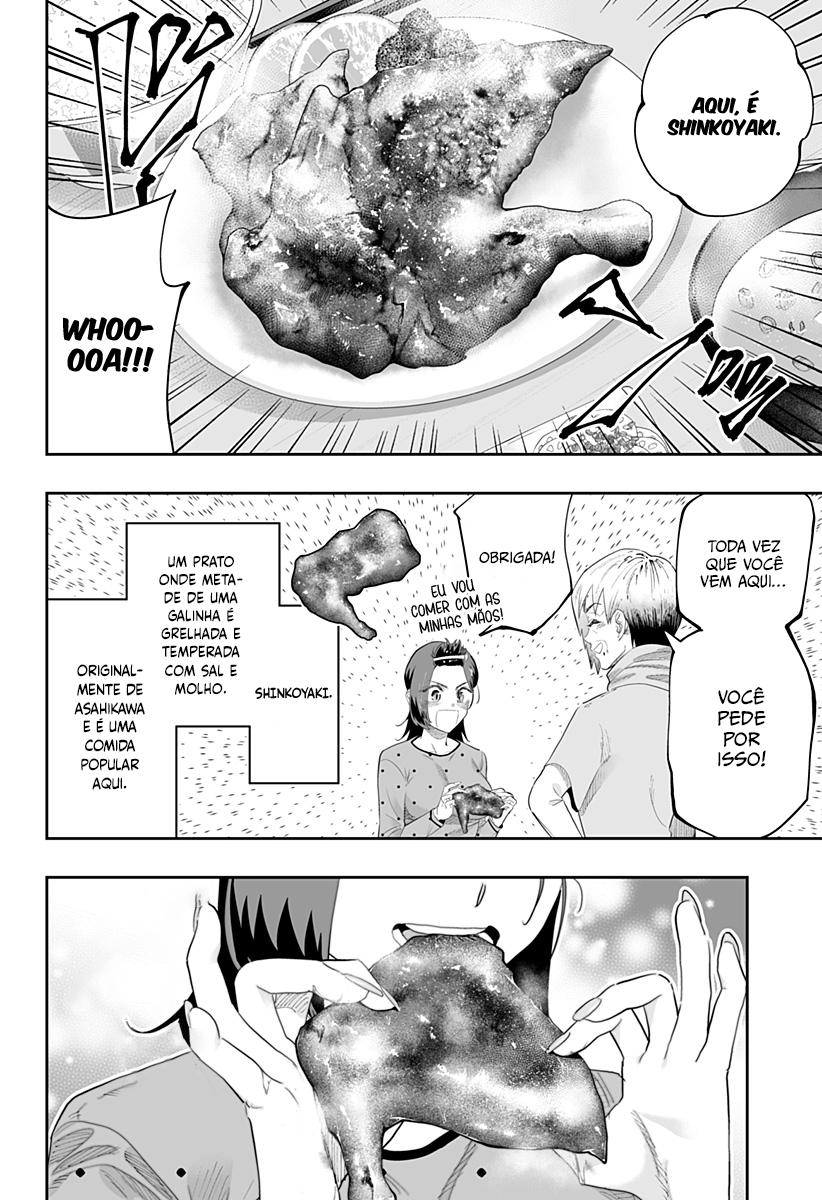 AQUI, É
SHINKOYAKI.
WHOO-
OOA!!!
TODA VEZ
QUE VOCÊ
VEM AQUI...
VOCÊ
PEDE
POR
ISSO!
OBRIGADA!
EU VOU
COMER COM AS
MINHAS MÃOS!
SHINKOYAKI.
UM PRATO
ONDE META-
DE DE UMA
GALINHA É
GRELHADA E
TEMPERADA
COM SAL E
MOLHO.
ORIGINAL-
MENTE DE
ASAHIKAWA
E É UMA
COMIDA
POPULAR
AQUI.